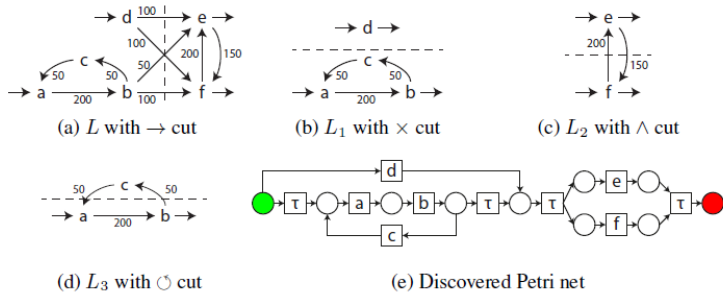 d 100 e
100
200 150
c 50
50 50
a 200 b 100 f
(a) L with → cut
d
c
50 50
a 200 b
(b) L₁ with × cut
e
200
150
f
(c) L₂ with ∧ cut
50 c 50
a 200 b
(d) L₃ with ↺ cut
d
τ a b τ τ e τ
f
c
(e) Discovered Petri net